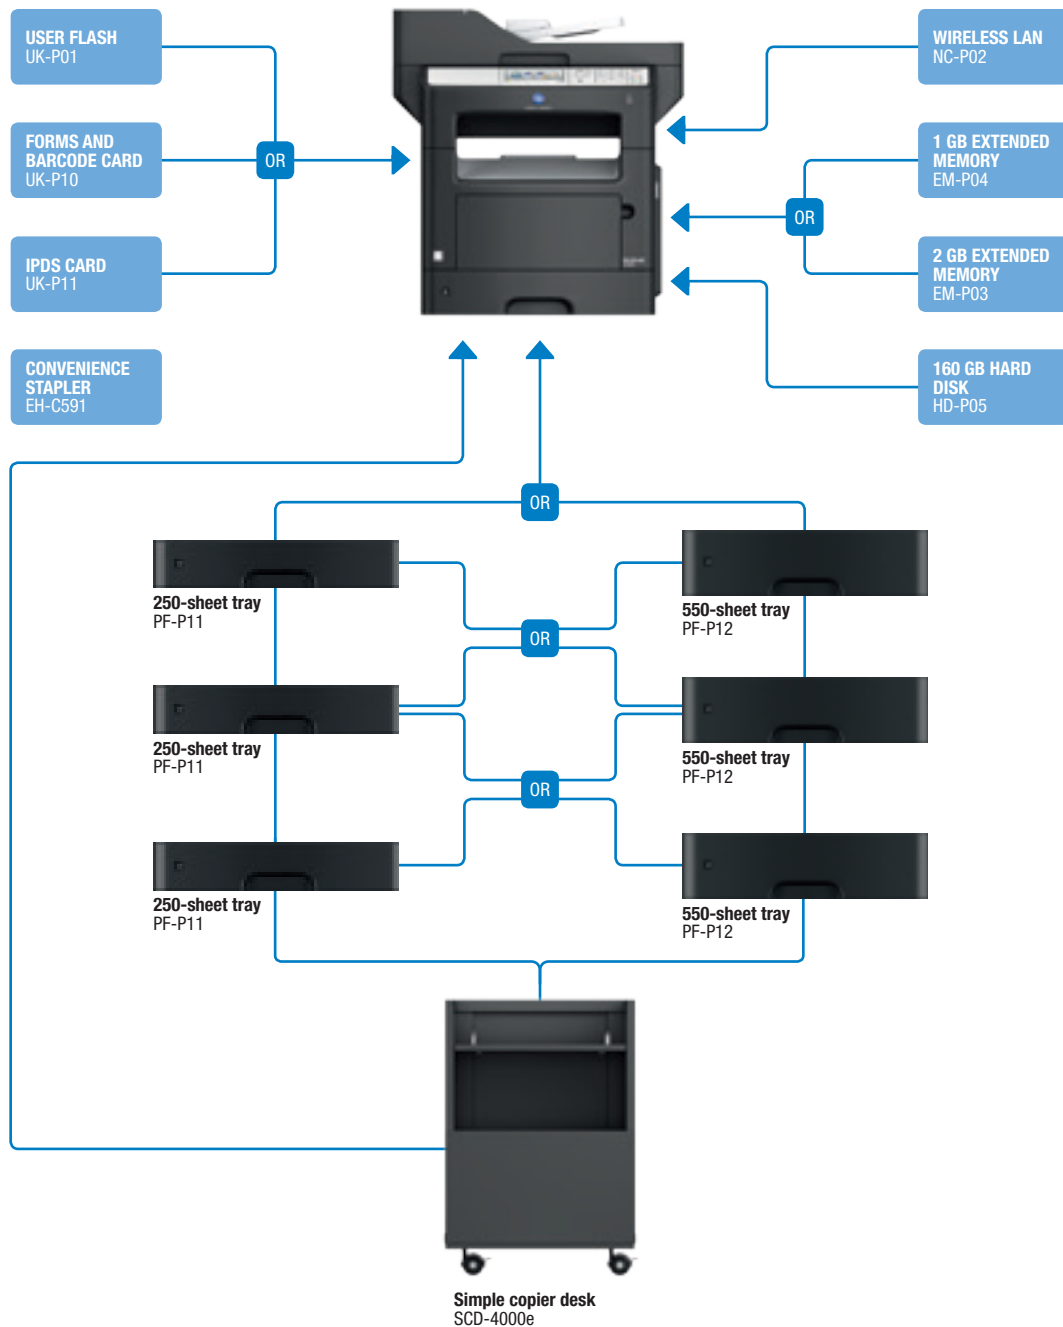 USER FLASH
UK-P01
FORMS AND
BARCODE CARD
UK-P10
IPDS CARD
UK-P11
CONVENIENCE
STAPLER
EH-C591
OR
WIRELESS LAN
NC-P02
1 GB EXTENDED
MEMORY
EM-P04
OR
2 GB EXTENDED
MEMORY
EM-P03
160 GB HARD
DISK
HD-P05
OR
250-sheet tray
PF-P11
550-sheet tray
PF-P12
OR
250-sheet tray
PF-P11
550-sheet tray
PF-P12
OR
250-sheet tray
PF-P11
550-sheet tray
PF-P12
Simple copier desk
SCD-4000e